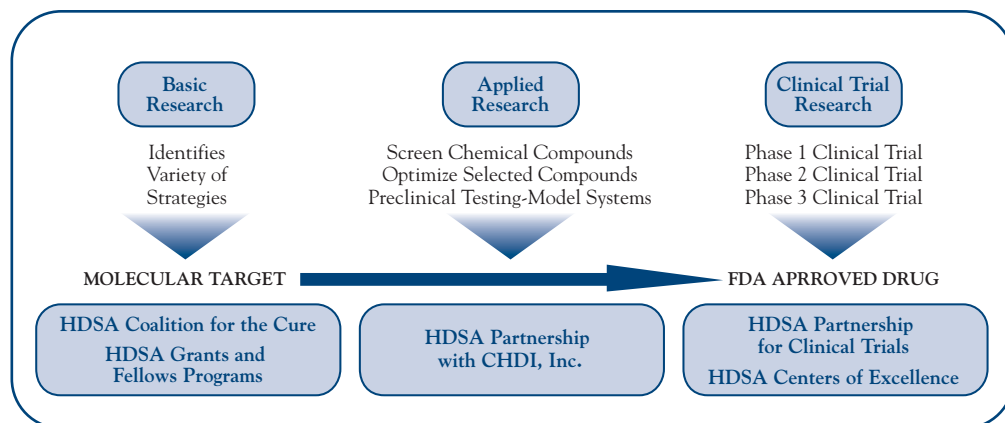 Basic
Research
Identifies
Variety of
Strategies
MOLECULAR TARGET
HDSA Coalition for the Cure
HDSA Grants and
Fellows Programs
Applied
Research
Screen Chemical Compounds
Optimize Selected Compounds
Preclinical Testing-Model Systems
HDSA Partnership
with CHDI, Inc.
Clinical Trial
Research
Phase 1 Clinical Trial
Phase 2 Clinical Trial
Phase 3 Clinical Trial
FDA APRROVED DRUG
HDSA Partnership
for Clinical Trials
HDSA Centers of Excellence